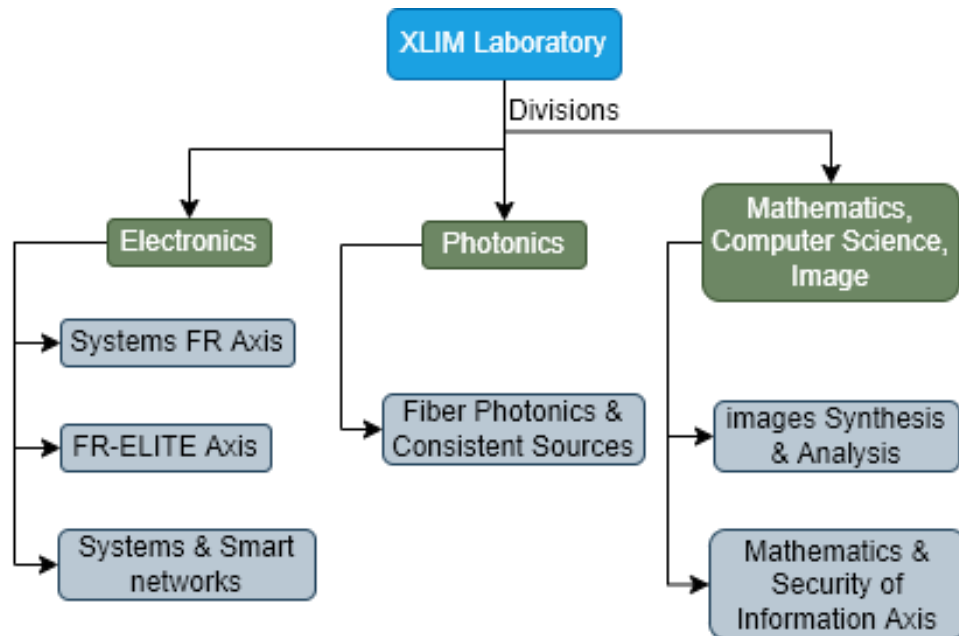 XLIM Laboratory
Divisions
Electronics
Photonics
Mathematics,
Computer Science,
Image
Systems FR Axis
FR-ELITE Axis
Systems & Smart
networks
Fiber Photonics &
Consistent Sources
images Synthesis
& Analysis
Mathematics &
Security of
Information Axis